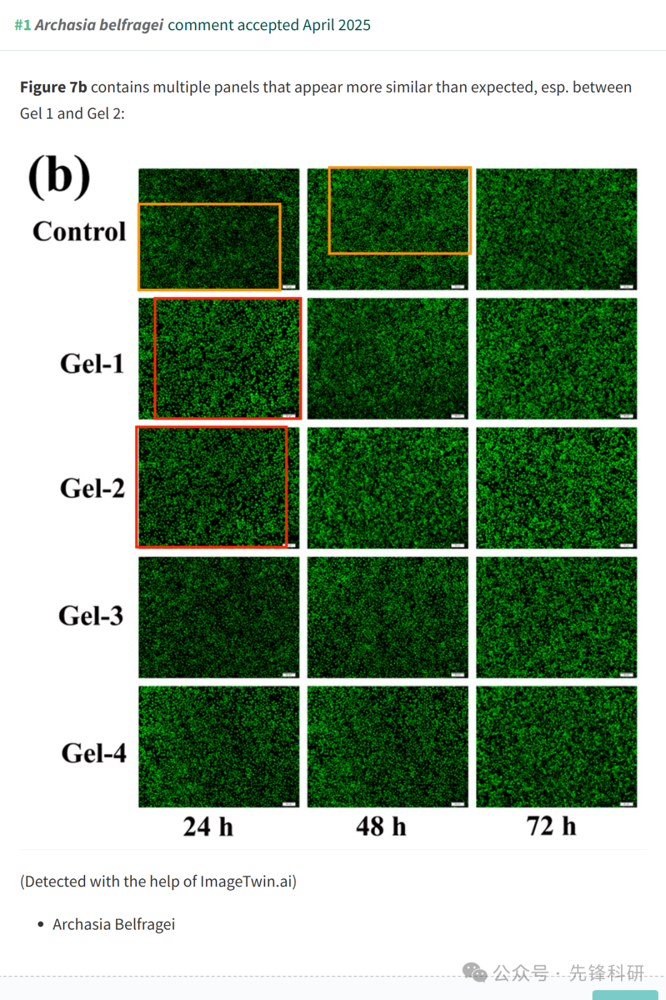 #1 Archasia belfragei comment accepted April 2025
Figure 7b contains multiple panels that appear more similar than expected, esp. between
Gel 1 and Gel 2:
(b)
Control
Gel-1
Gel-2
Gel-3
Gel-4
24 h 48 h 72 h
(Detected with the help of ImageTwin.ai)
• Archasia Belfragei
公众号 · 先锋科研